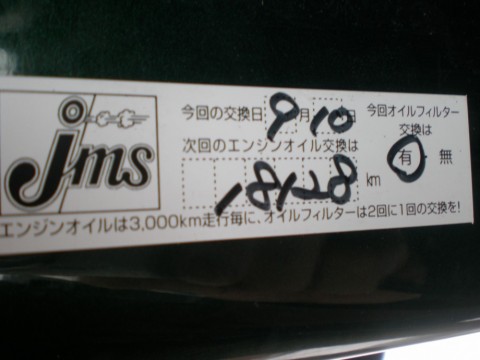 jms
今回の交換日 9月10日
次回のエンジンオイル交換は
18128 km
今回オイルフィルター
交換は
有 無
エンジンオイルは3,000km走行毎に、オイルフィルターは2回に1回の交換を!